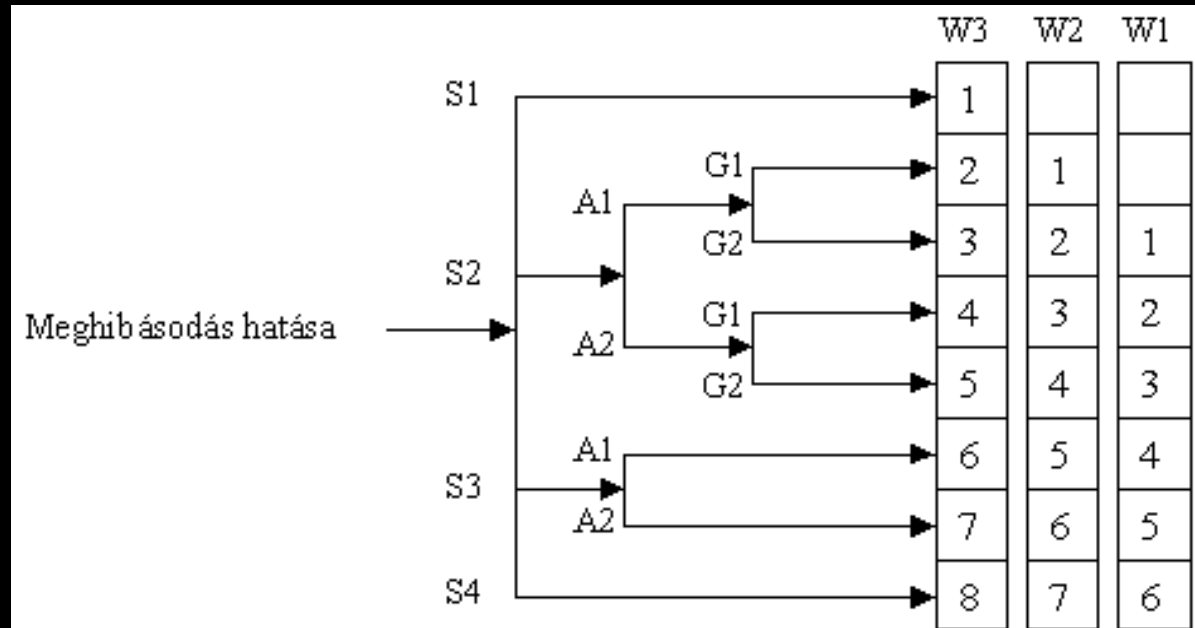 W3 W2 W1
S1 1
G1 2 1
A1
G2 3 2 1
S2
G1 4 3 2
Meghibásodás hatása
A2
G2 5 4 3
A1 6 5 4
S3
A2 7 6 5
S4 8 7 6